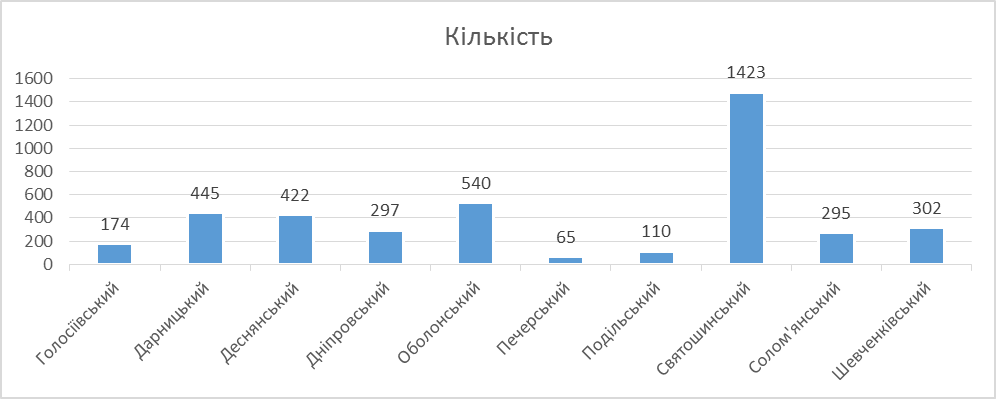 Кількість
1600
1400
1200
1000
800
600
400
200
0
174
445
422
297
540
65
110
1423
295
302
Голосіївський
Дарницький
Деснянський
Дніпровський
Оболонський
Печерський
Подільський
Святошинський
Солом'янський
Шевченківський